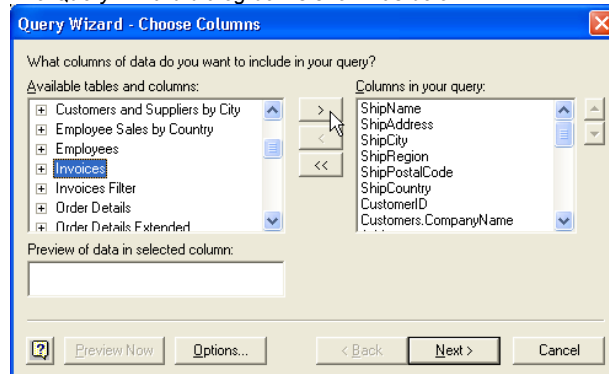 Query Wizard - Choose Columns
What columns of data do you want to include in your query?
Available tables and columns:
Customers and Suppliers by City
Employee Sales by Country
Employees
Invoices
Invoices Filter
Order Details
Order Details Extended
>
<
<<
Columns in your query:
ShipName
ShipAddress
ShipCity
ShipRegion
ShipPostalCode
ShipCountry
CustomerID
Customers.CompanyName
Preview of data in selected column:
Preview Now
Options...
< Back
Next >
Cancel